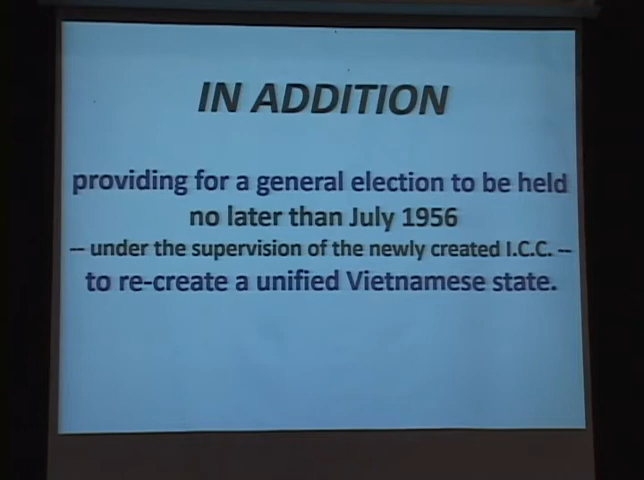 IN ADDITION
providing for a general election to be held
no later than July 1956
-- under the supervision of the newly created I.C.C. --
to re-create a unified Vietnamese state.